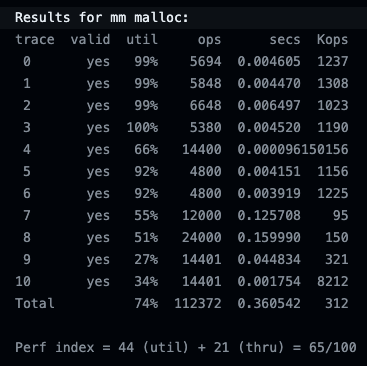 Results for mm malloc:
trace valid util ops secs Kops
0 yes 99% 5694 0.004605 1237
1 yes 99% 5848 0.004470 1308
2 yes 99% 6648 0.006497 1023
3 yes 100% 5380 0.004520 1190
4 yes 66% 14400 0.000096150156
5 yes 92% 4800 0.004151 1156
6 yes 92% 4800 0.003919 1225
7 yes 55% 12000 0.125708 95
8 yes 51% 24000 0.159990 150
9 yes 27% 14401 0.044834 321
10 yes 34% 14401 0.001754 8212
Total 74% 112372 0.360542 312
Perf index = 44 (util) + 21 (thru) = 65/100